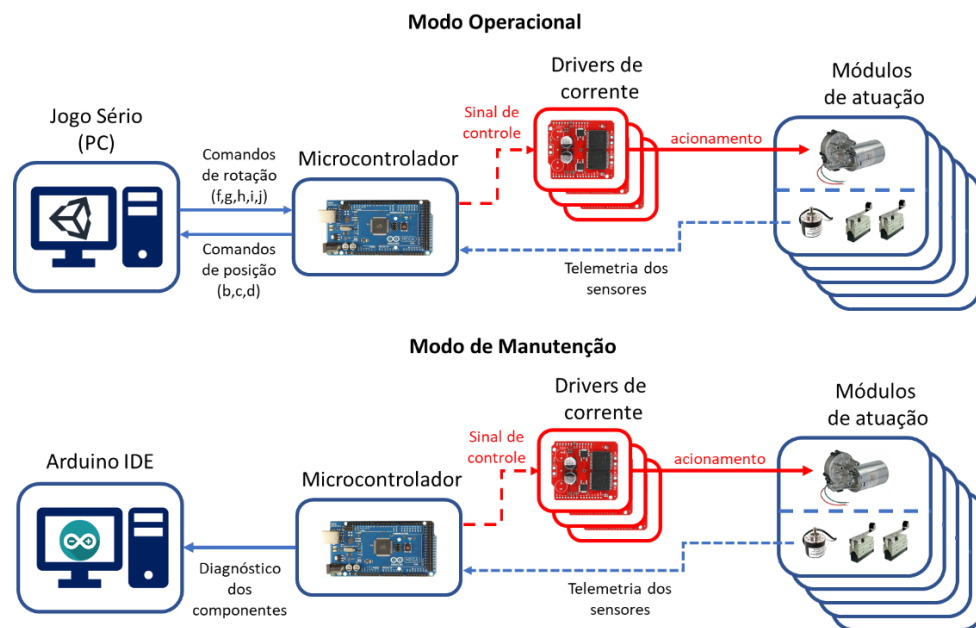 Modo Operacional
Jogo Sério
(PC)
Comandos
de rotação
(f,g,h,i,j)
Comandos
de posição
(b,c,d)
Microcontrolador
Sinal de
controle
Drivers de
corrente
acionamento
Módulos
de atuação
Telemetria dos
sensores
Modo de Manutenção
Arduino IDE
Diagnóstico
dos
componentes
Microcontrolador
Sinal de
controle
Drivers de
corrente
acionamento
Módulos
de atuação
Telemetria dos
sensores